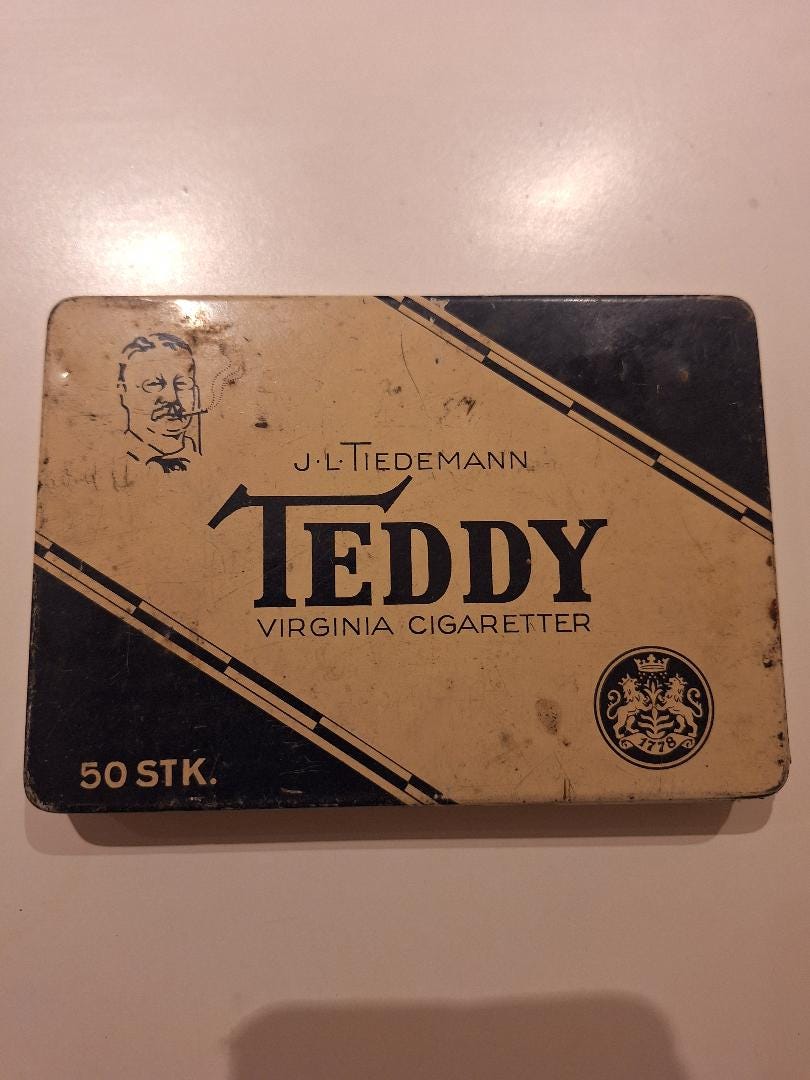 J·L·TIEDEMANN
TEDDY
VIRGINIA CIGARETTER
1778
50 STK.